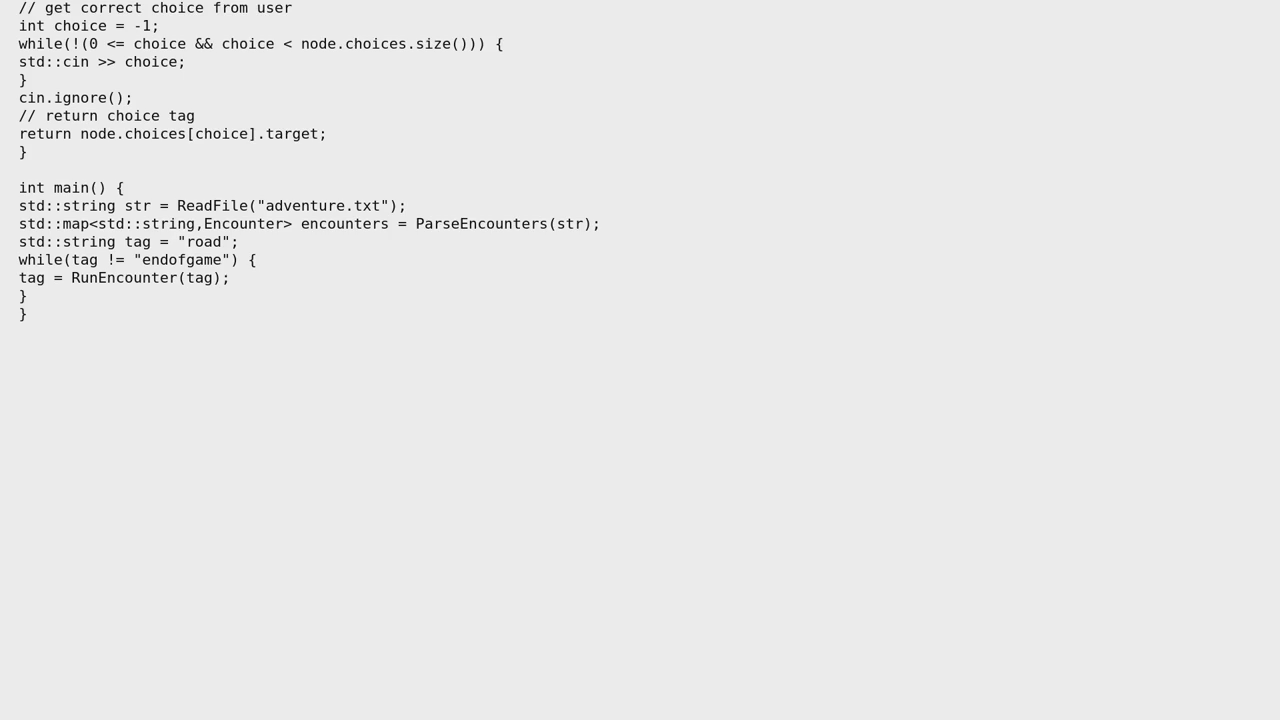 // get correct choice from user
int choice = -1;
while(!(0 <= choice && choice < node.choices.size())) {
std::cin >> choice;
}
cin.ignore();
// return choice tag
return node.choices[choice].target;
}

int main() {
std::string str = ReadFile("adventure.txt");
std::map<std::string,Encounter> encounters = ParseEncounters(str);
std::string tag = "road";
while(tag != "endofgame") {
tag = RunEncounter(tag);
}
}